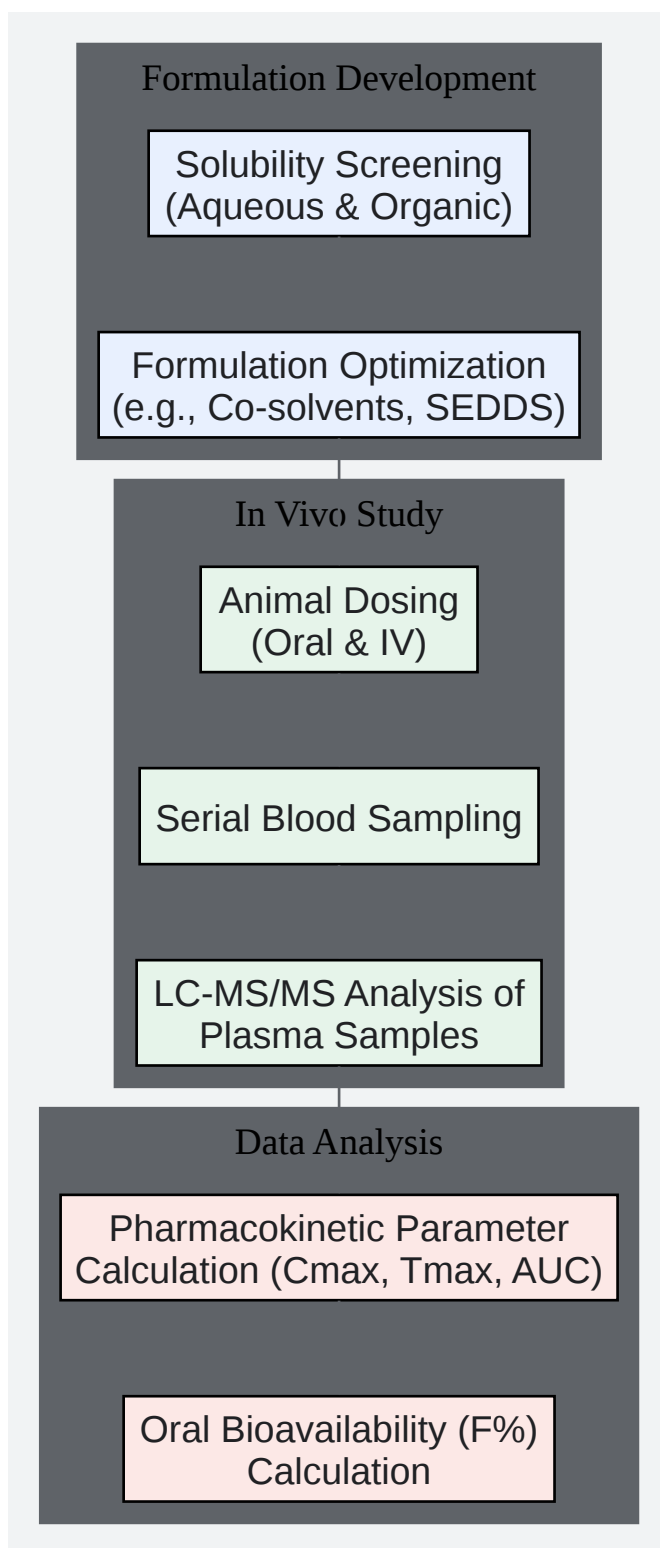 Formulation Development
Solubility Screening
(Aqueous & Organic)
Formulation Optimization
(e.g., Co-solvents, SEDDS)
In Vivo Study
Animal Dosing
(Oral & IV)
Serial Blood Sampling
LC-MS/MS Analysis of
Plasma Samples
Data Analysis
Pharmacokinetic Parameter
Calculation (Cmax, Tmax, AUC)
Oral Bioavailability (F%)
Calculation